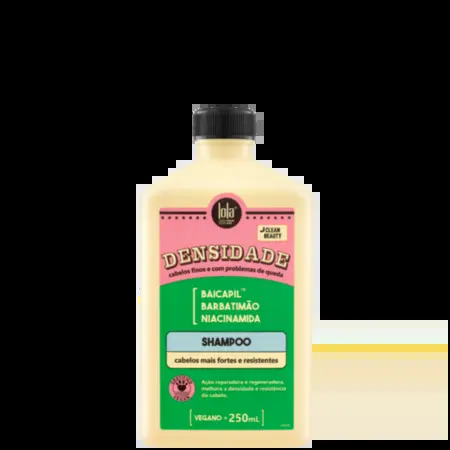 lola
CLEAN
BEAUTY
DENSIDADE
cabelos finos e com problemas de queda
BAICAPIL™
BARBATIMÃO
NIACINAMIDA
SHAMPOO
cabelos mais fortes e resistentes
Ação reparadora e regeneradora,
melhora a densidade e resistência
do cabelo.
VEGANO • 250mL